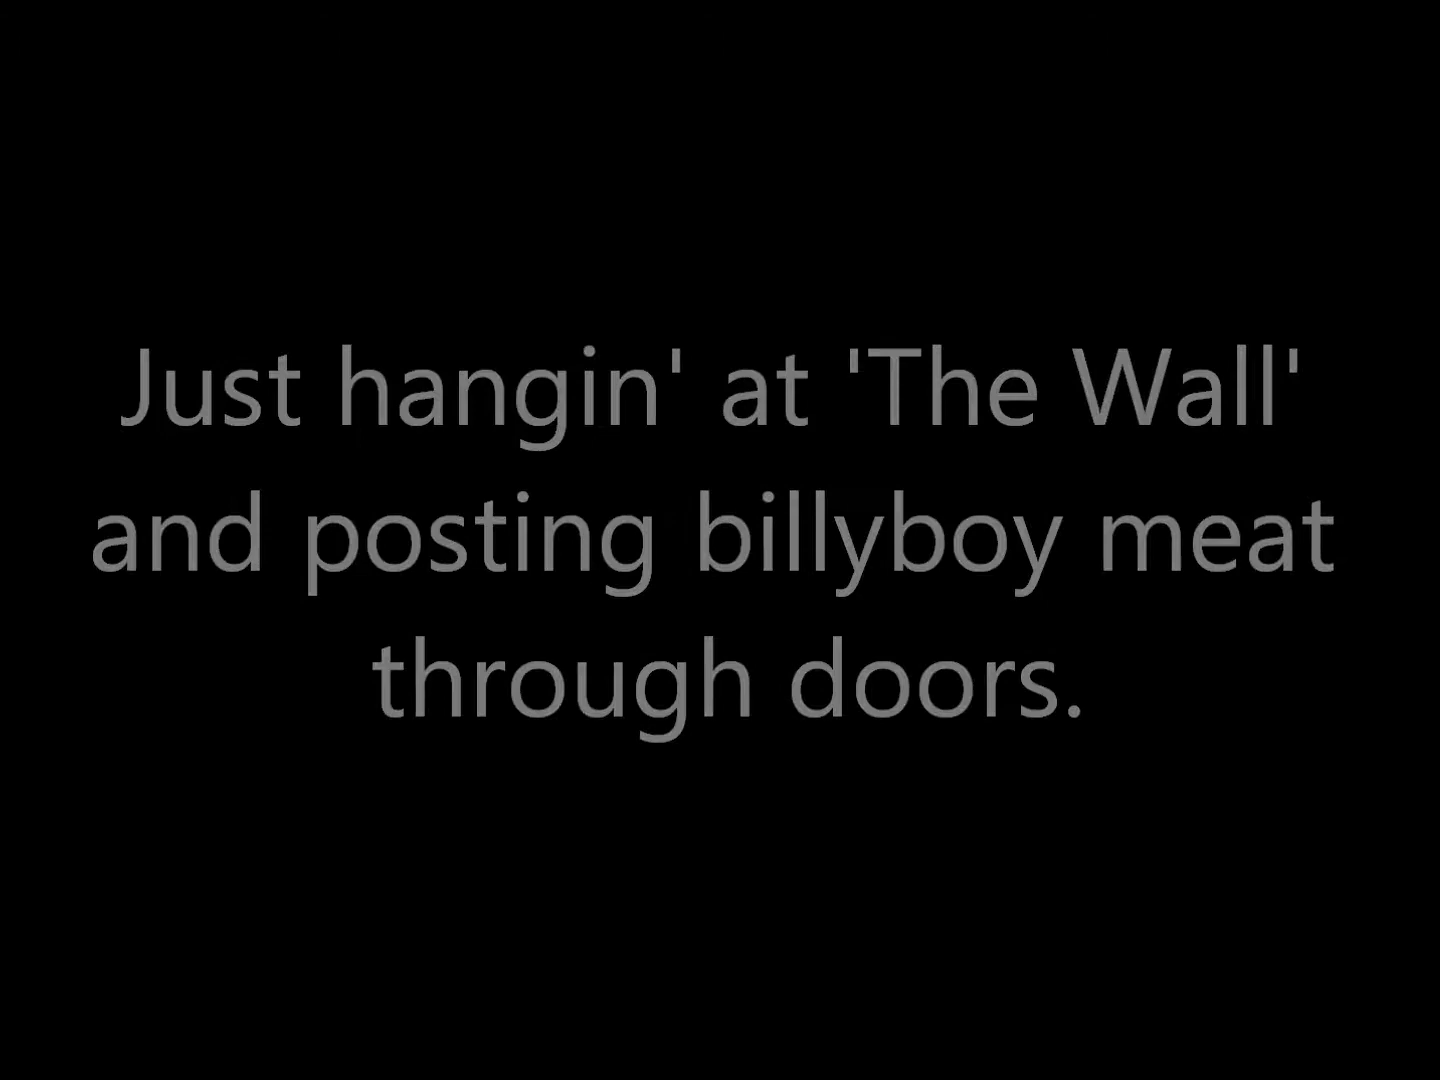 Just hangin' at 'The Wall'
and posting billyboy meat
through doors.